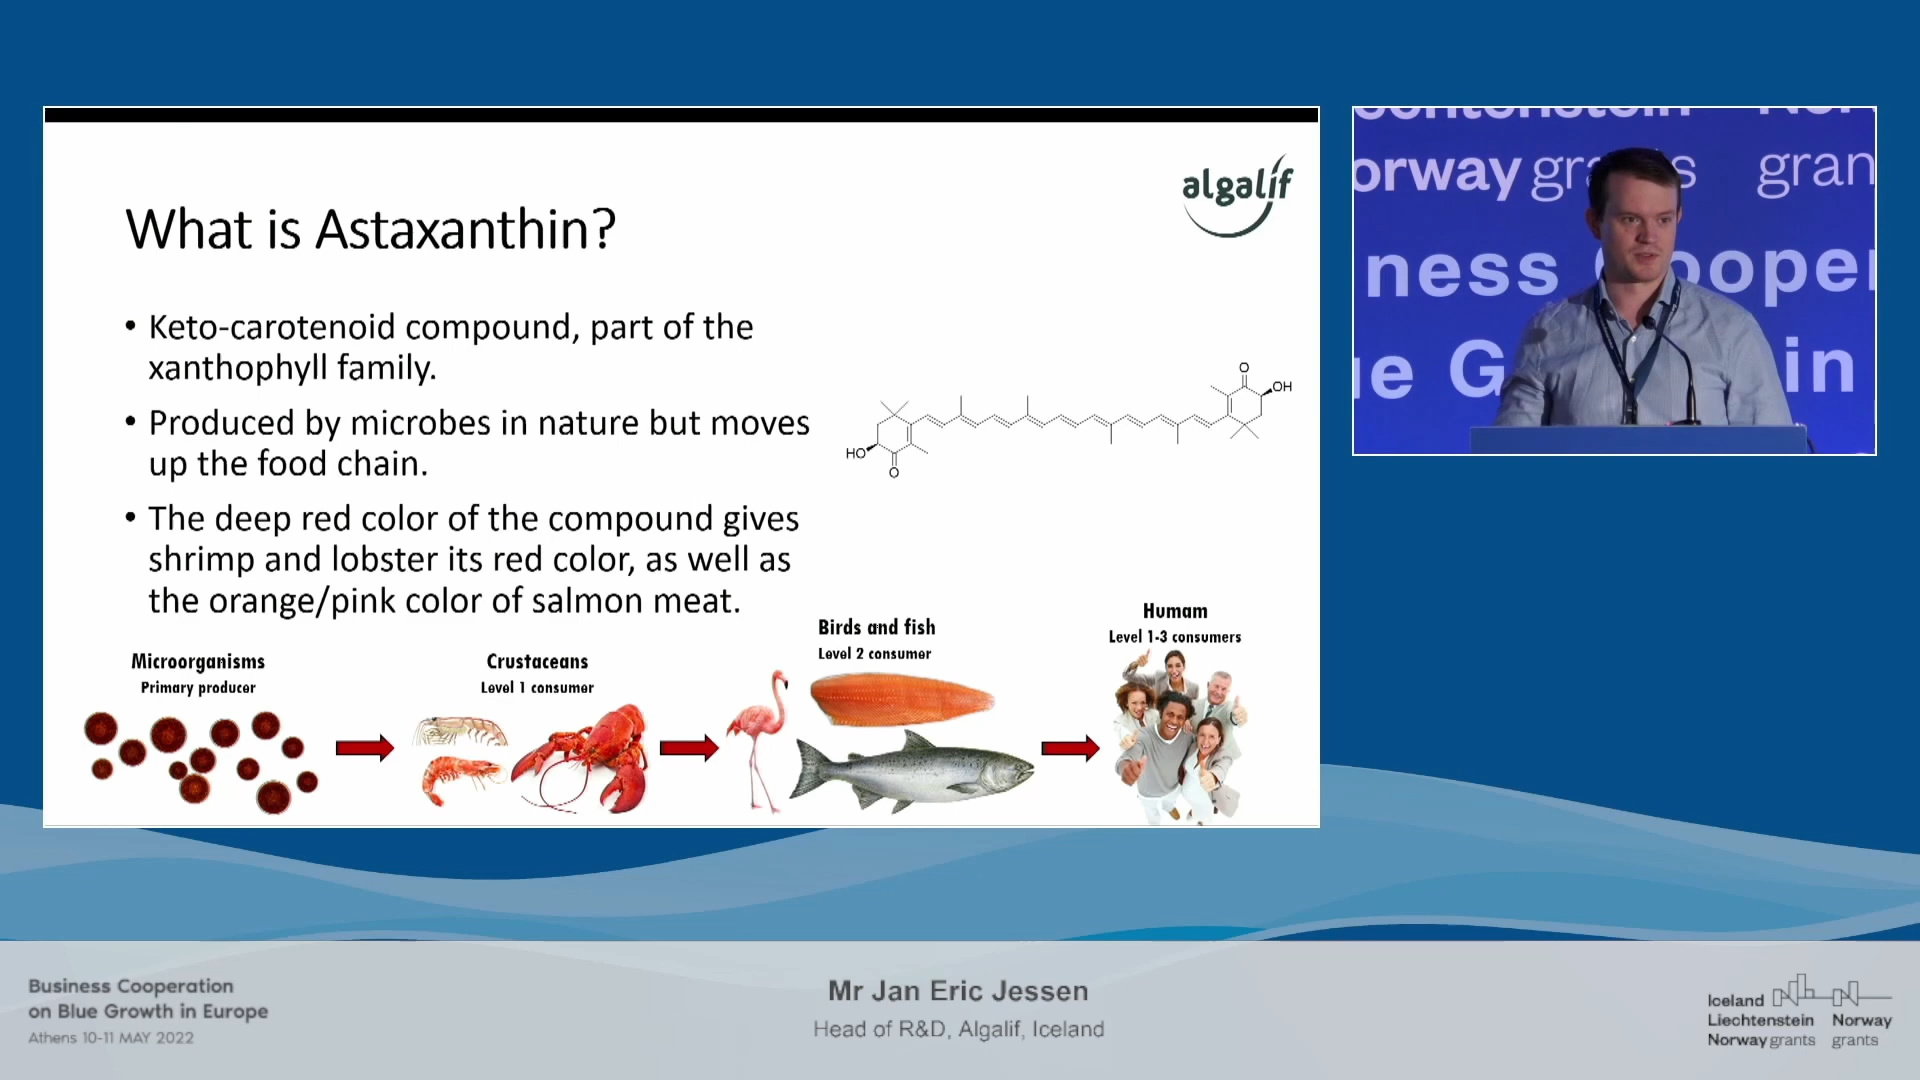 algalíf
What is Astaxanthin?
• Keto-carotenoid compound, part of the
xanthophyll family.
• Produced by microbes in nature but moves
up the food chain.
• The deep red color of the compound gives
shrimp and lobster its red color, as well as
the orange/pink color of salmon meat.
O
OH
HO
O
Microorganisms
Primary producer
Crustaceans
Level 1 consumer
Birds and fish
Level 2 consumer
Humam
Level 1-3 consumers
orway grants gran
ness Cooper
ue G in
Business Cooperation
on Blue Growth in Europe
Athens 10-11 MAY 2022
Mr Jan Eric Jessen
Head of R&D, Algalif, Iceland
Iceland
Liechtenstein
Norway grants
Norway
grants